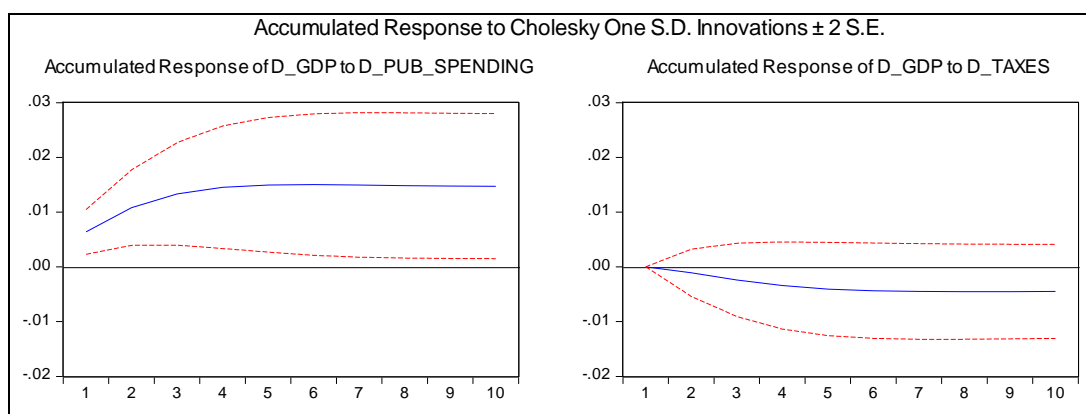 Accumulated Response to Cholesky One S.D. Innovations ± 2 S.E.
Accumulated Response of D_GDP to D_PUB_SPENDING
.03
.02
.01
.00
-.01
-.02
1 2 3 4 5 6 7 8 9 10
Accumulated Response of D_GDP to D_TAXES
.03
.02
.01
.00
-.01
-.02
1 2 3 4 5 6 7 8 9 10